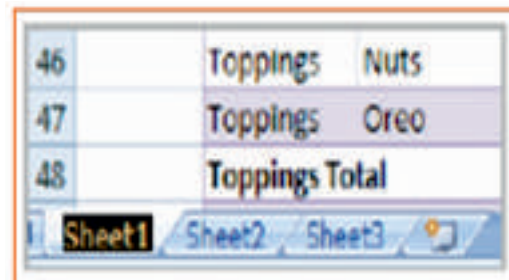 46 Toppings Nuts
47 Toppings Oreo
48 Toppings Total
Sheet1 Sheet2 Sheet3